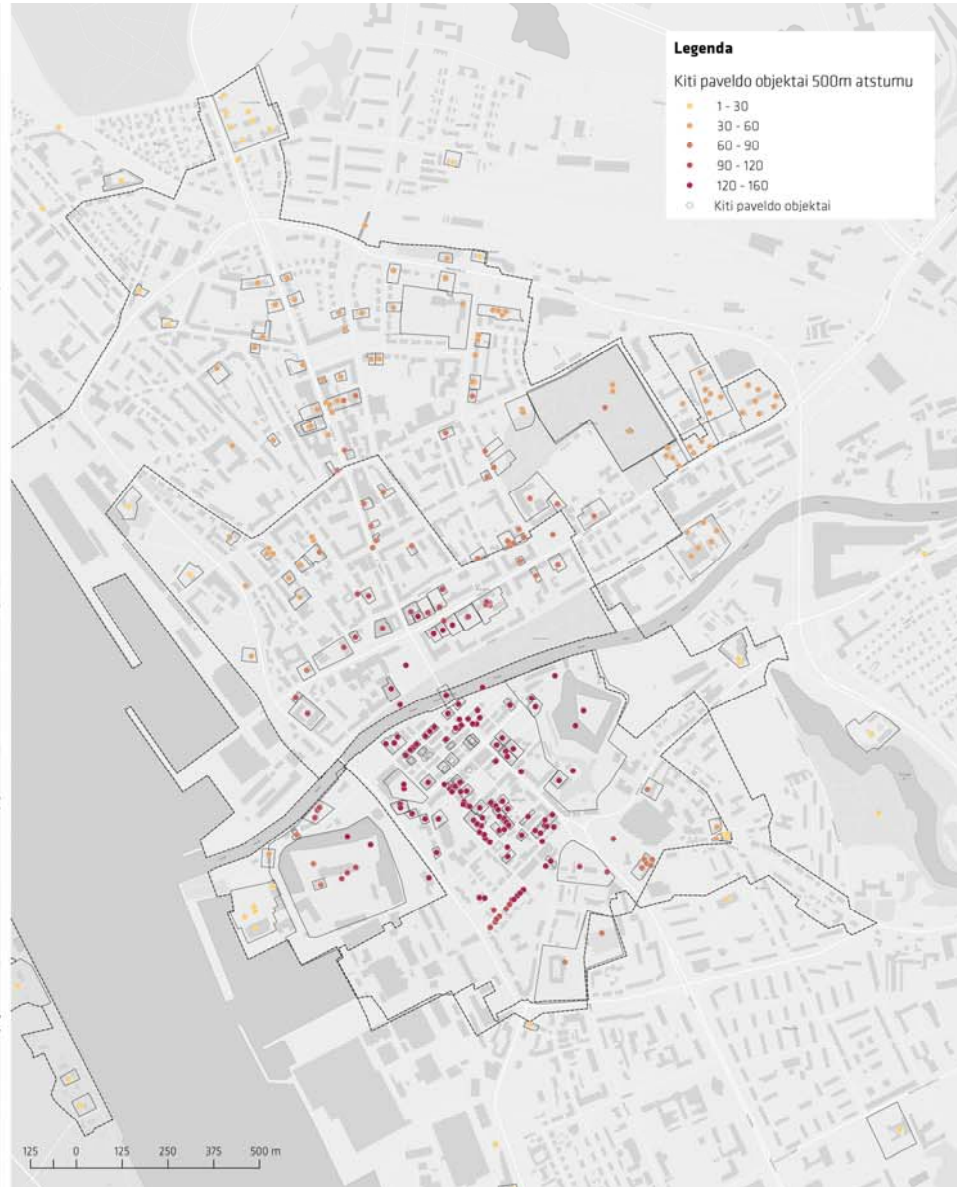 Legenda
Kiti paveldo objektai 500m atstumu
1 - 30
30 - 60
60 - 90
90 - 120
120 - 160
Kiti paveldo objektai
125 0 125 250 375 500 m